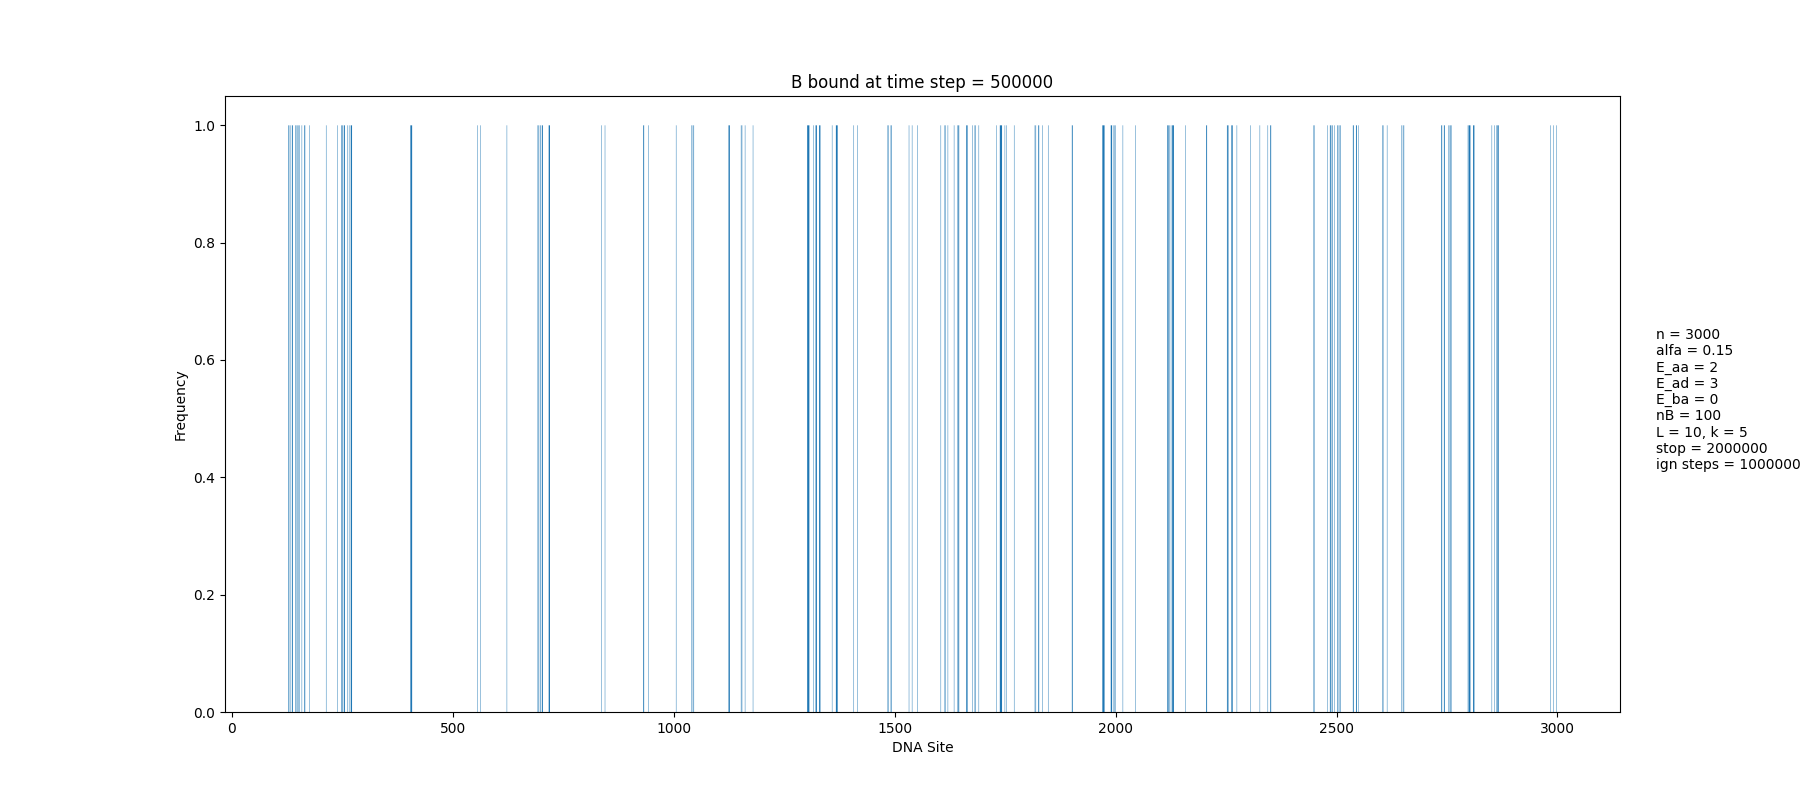 B bound at time step = 500000
1.0
0.8
0.6
0.4
0.2
0.0
Frequency
0 500 1000 1500 2000 2500 3000
DNA Site
n = 3000
alfa = 0.15
E_aa = 2
E_ad = 3
E_ba = 0
nB = 100
L = 10, k = 5
stop = 2000000
ign steps = 1000000